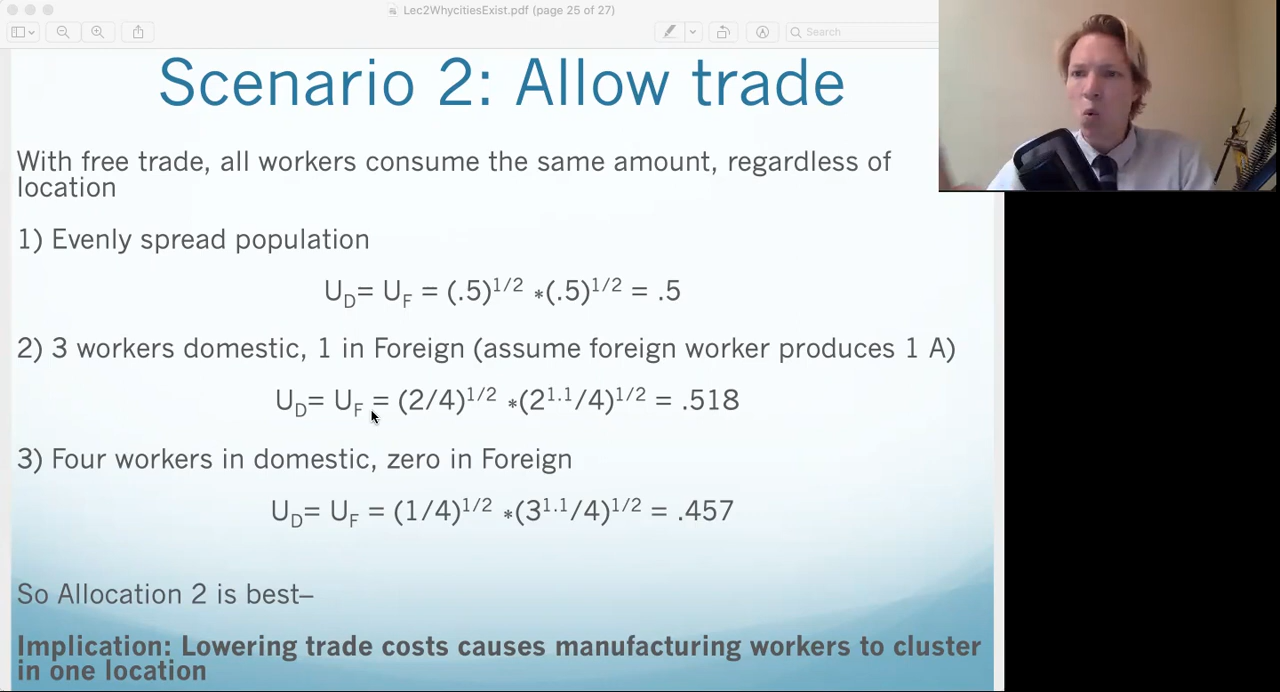 Lec2WhycitiesExist.pdf (page 25 of 27)
Search
Scenario 2: Allow trade
With free trade, all workers consume the same amount, regardless of
location
1) Evenly spread population
U_D= U_F = (.5)^1/2 *(.5)^1/2 = .5
2) 3 workers domestic, 1 in Foreign (assume foreign worker produces 1 A)
U_D= U_F = (2/4)^1/2 *(2^1.1/4)^1/2 = .518
3) Four workers in domestic, zero in Foreign
U_D= U_F = (1/4)^1/2 *(3^1.1/4)^1/2 = .457
So Allocation 2 is best–
Implication: Lowering trade costs causes manufacturing workers to cluster
in one location